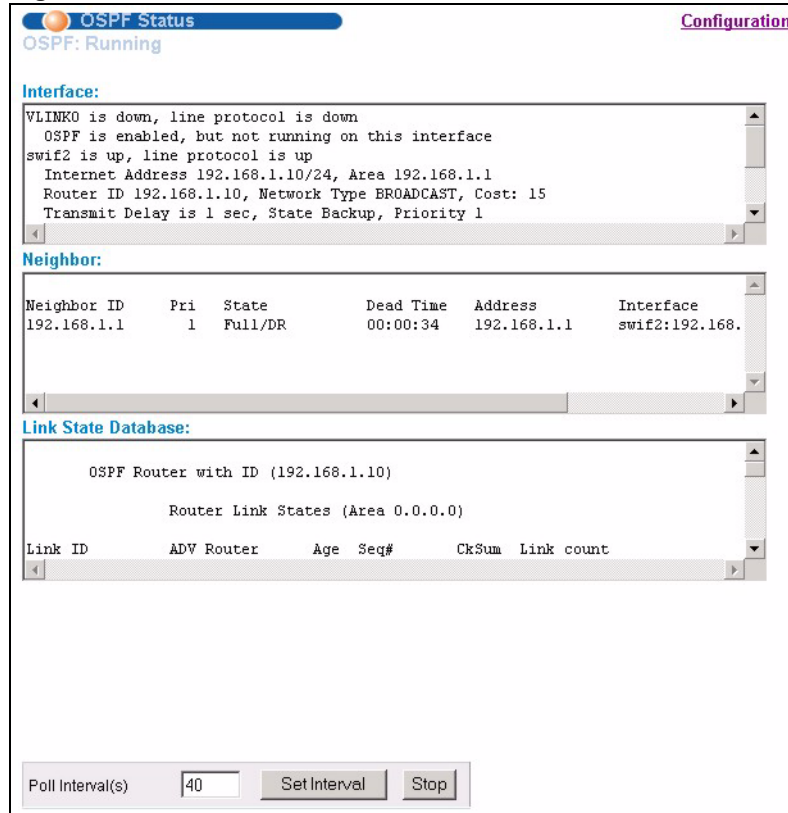 OSPF Status
Configuration
OSPF: Running
Interface:
VLINK0 is down, line protocol is down
OSPF is enabled, but not running on this interface
swif2 is up, line protocol is up
Internet Address 192.168.1.10/24, Area 192.168.1.1
Router ID 192.168.1.10, Network Type BROADCAST, Cost: 15
Transmit Delay is 1 sec, State Backup, Priority 1
Neighbor:
Neighbor ID Pri State Dead Time Address Interface
192.168.1.1 1 Full/DR 00:00:34 192.168.1.1 swif2:192.168.
Link State Database:
OSPF Router with ID (192.168.1.10)
Router Link States (Area 0.0.0.0)
Link ID ADV Router Age Seq# CkSum Link count
Poll Interval(s) 40 Set Interval Stop